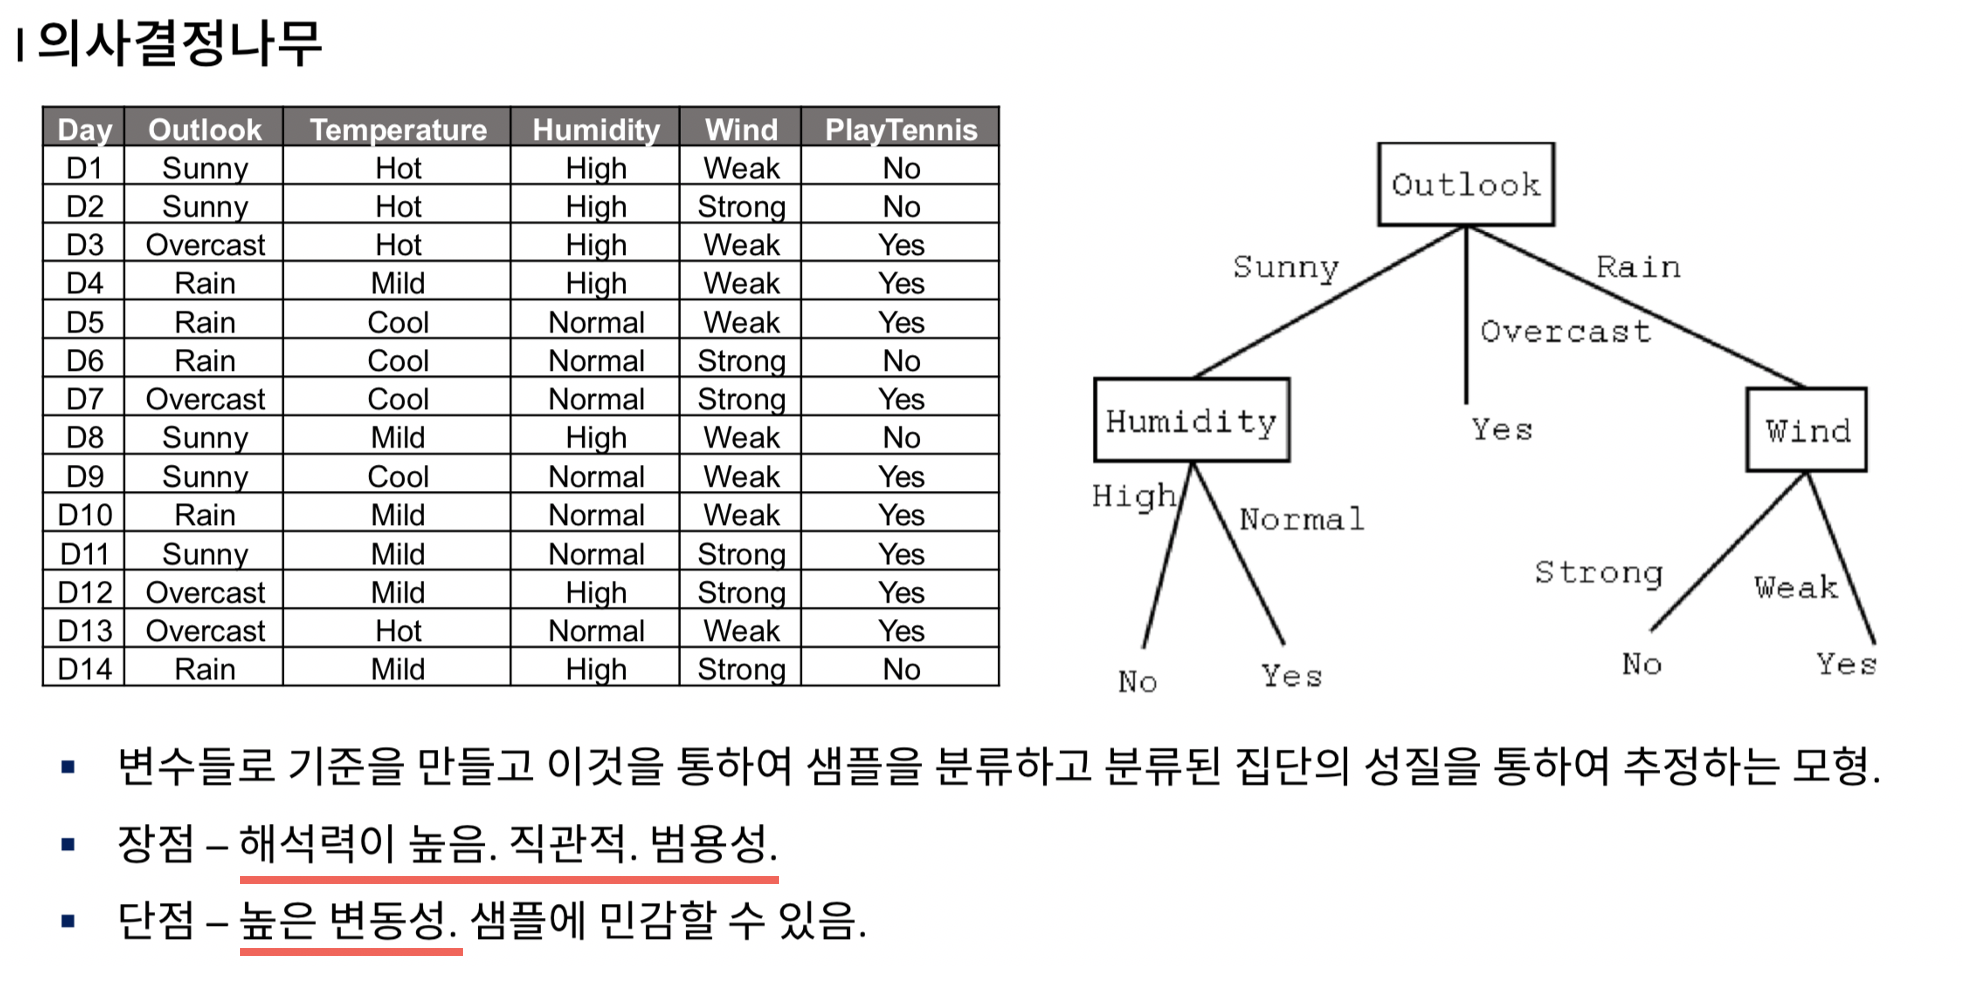 의사결정나무
Day Outlook Temperature Humidity Wind PlayTennis
D1 Sunny Hot High Weak No
D2 Sunny Hot High Strong No
D3 Overcast Hot High Weak Yes
D4 Rain Mild High Weak Yes
D5 Rain Cool Normal Weak Yes
D6 Rain Cool Normal Strong No
D7 Overcast Cool Normal Strong Yes
D8 Sunny Mild High Weak No
D9 Sunny Cool Normal Weak Yes
D10 Rain Mild Normal Weak Yes
D11 Sunny Mild Normal Strong Yes
D12 Overcast Mild High Strong Yes
D13 Overcast Hot Normal Weak Yes
D14 Rain Mild High Strong No
Outlook
Sunny Rain
Overcast
Humidity Yes Wind
High Normal
Strong Weak
No Yes No Yes
변수들로 기준을 만들고 이것을 통하여 샘플을 분류하고 분류된 집단의 성질을 통하여 추정하는 모형.
장점 – 해석력이 높음. 직관적. 범용성.
단점 – 높은 변동성. 샘플에 민감할 수 있음.